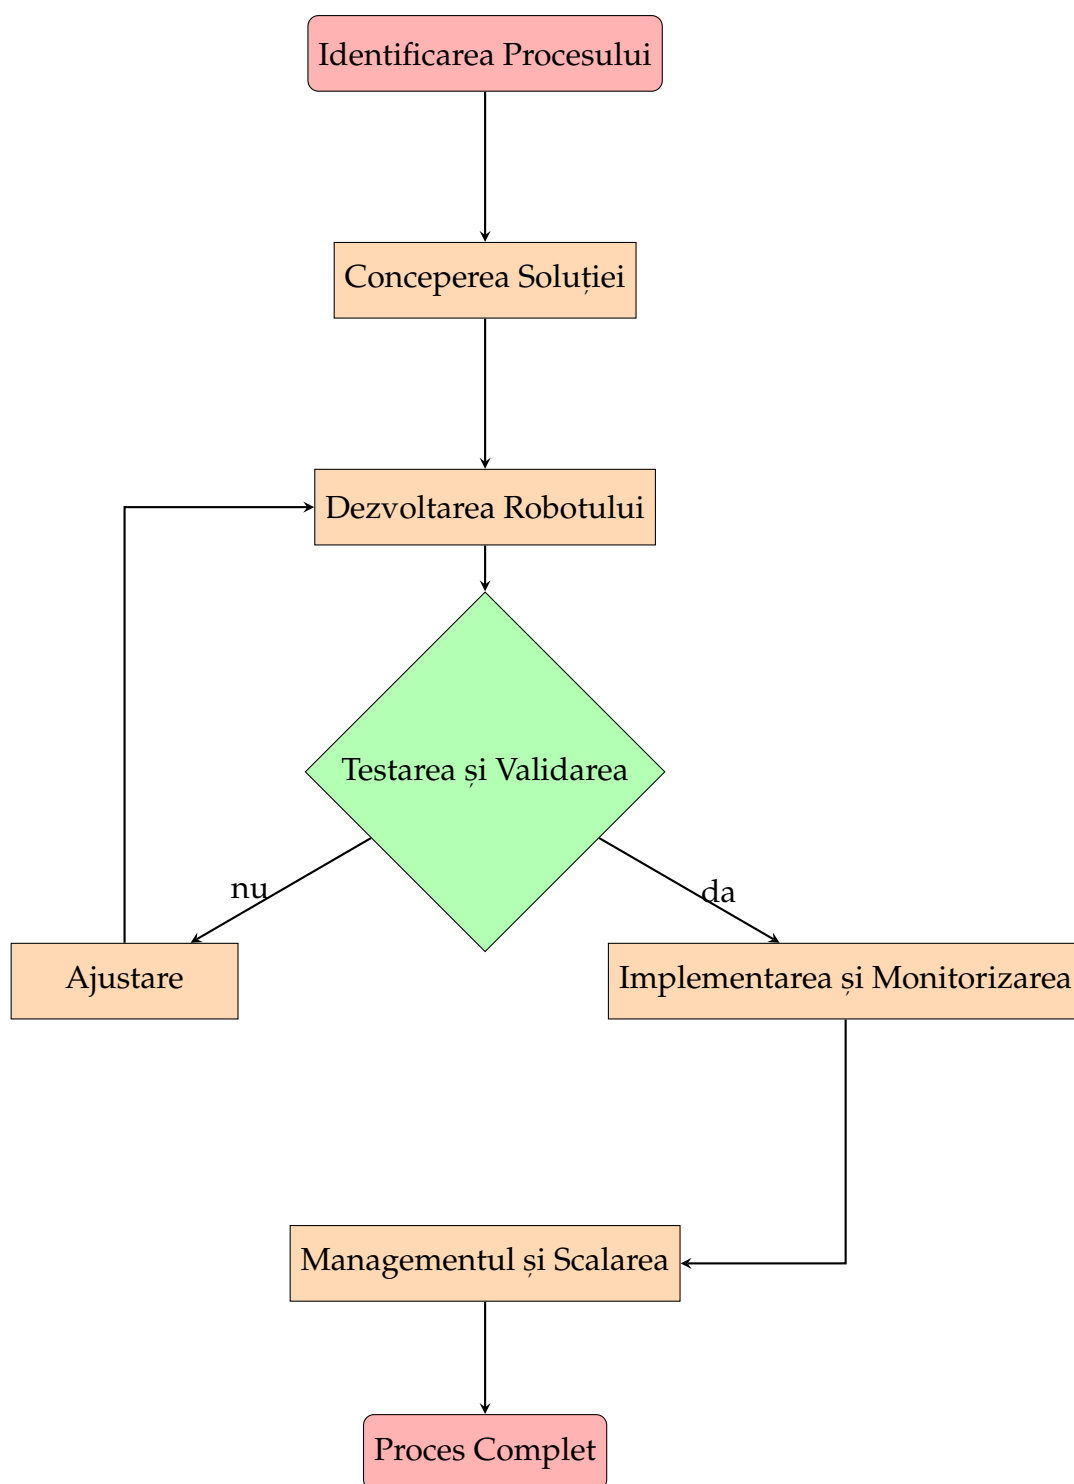 Identificarea Procesului
Conceperea Soluției
Dezvoltarea Robotului
Testarea și Validarea
nu
da
Ajustare
Implementarea și Monitorizarea
Managementul și Scalarea
Proces Complet